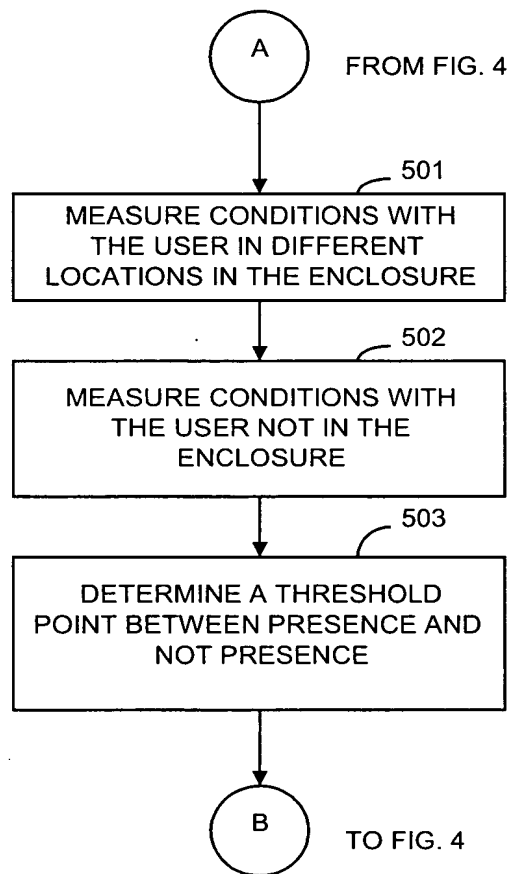 A
FROM FIG. 4
501
MEASURE CONDITIONS WITH
THE USER IN DIFFERENT
LOCATIONS IN THE ENCLOSURE
502
MEASURE CONDITIONS WITH
THE USER NOT IN THE
ENCLOSURE
503
DETERMINE A THRESHOLD
POINT BETWEEN PRESENCE AND
NOT PRESENCE
B
TO FIG. 4